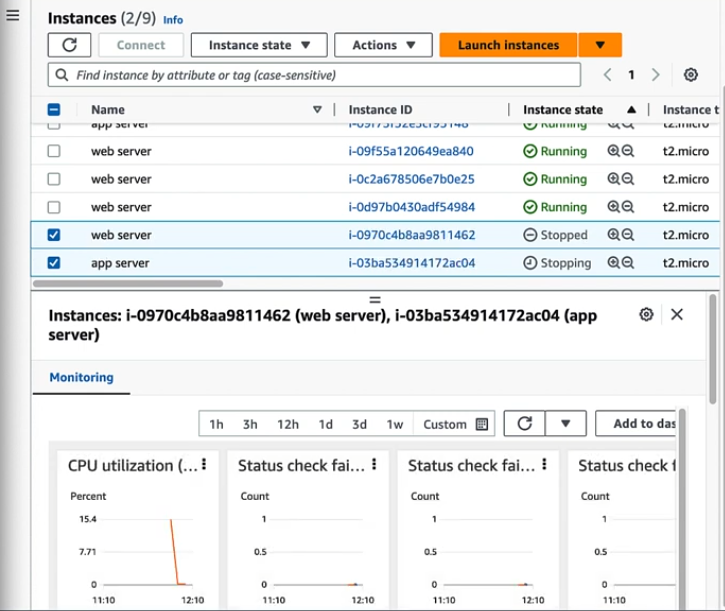 Instances (2/9) Info
Connect Instance state Actions Launch instances
Find instance by attribute or tag (case-sensitive) 1
Name Instance ID Instance state Instance t
app server Running
web server i-09f55a120649ea840 Running t2.micro
web server i-0c2a678506e7b0e25 Running t2.micro
web server i-0d97b0430adf54984 Running t2.micro
web server i-0970c4b8aa9811462 Stopped t2.micro
app server i-03ba534914172ac04 Stopping t2.micro
Instances: i-0970c4b8aa9811462 (web server), i-03ba534914172ac04 (app
server)
Monitoring
1h 3h 12h 1d 3d 1w Custom Add to das
CPU utilization (... Status check fai... Status check fai... Status check f
Percent Count Count Count
15.4 1 1 1
7.71 0.5 0.5 0.5
0 0 0 0
11:10 12:10 11:10 12:10 11:10 12:10 11:10